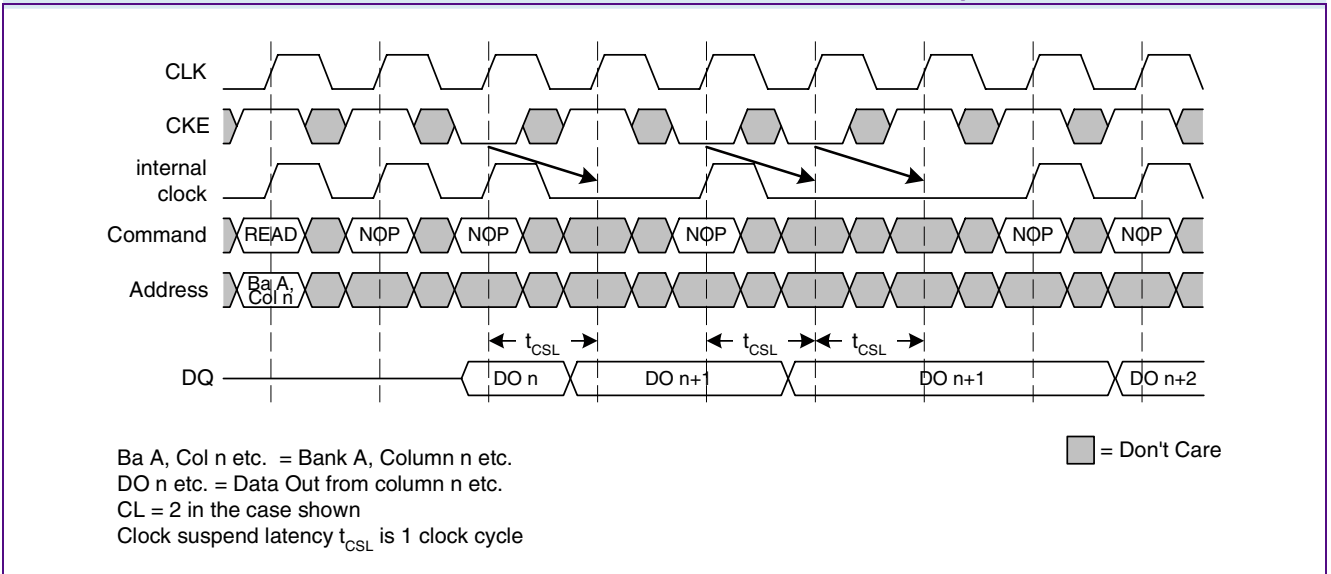 CLK
CKE
internal
clock
Command READ NOP NOP NOP NOP NOP
Address Ba A,
Col n
tCSL tCSL tCSL
DQ DO n DO n+1 DO n+1 DO n+2
Ba A, Col n etc. = Bank A, Column n etc.
DO n etc. = Data Out from column n etc.
CL = 2 in the case shown
Clock suspend latency tCSL is 1 clock cycle
= Don't Care